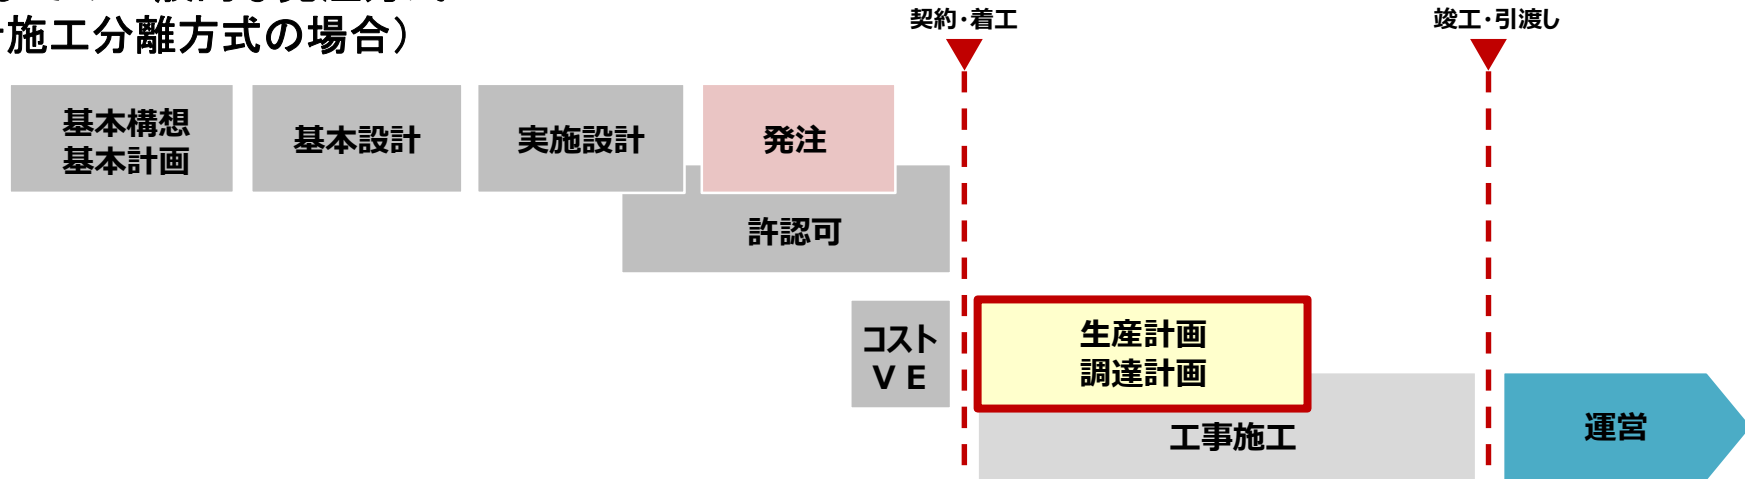 施工分離方式の場合）
契約・着工
竣工・引渡し
基本構想
基本計画
基本設計
実施設計
発注
許認可
コスト
ＶＥ
生産計画
調達計画
工事施工
運営